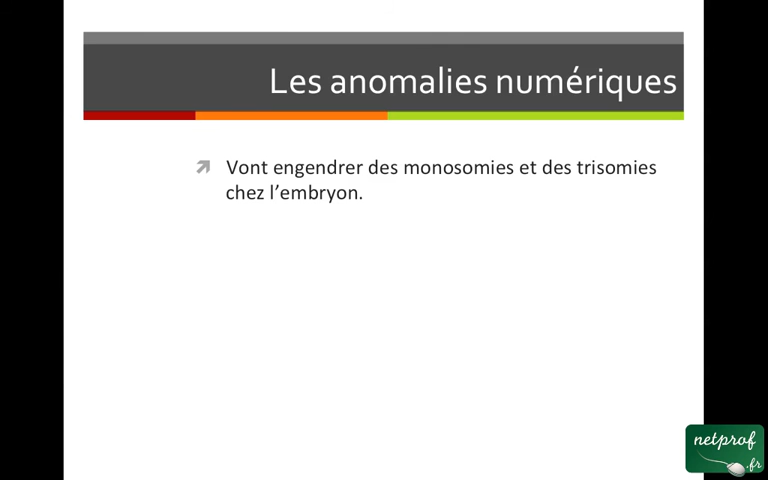 Les anomalies numériques
Vont engendrer des monosomies et des trisomies
chez l'embryon.
netprof
.fr